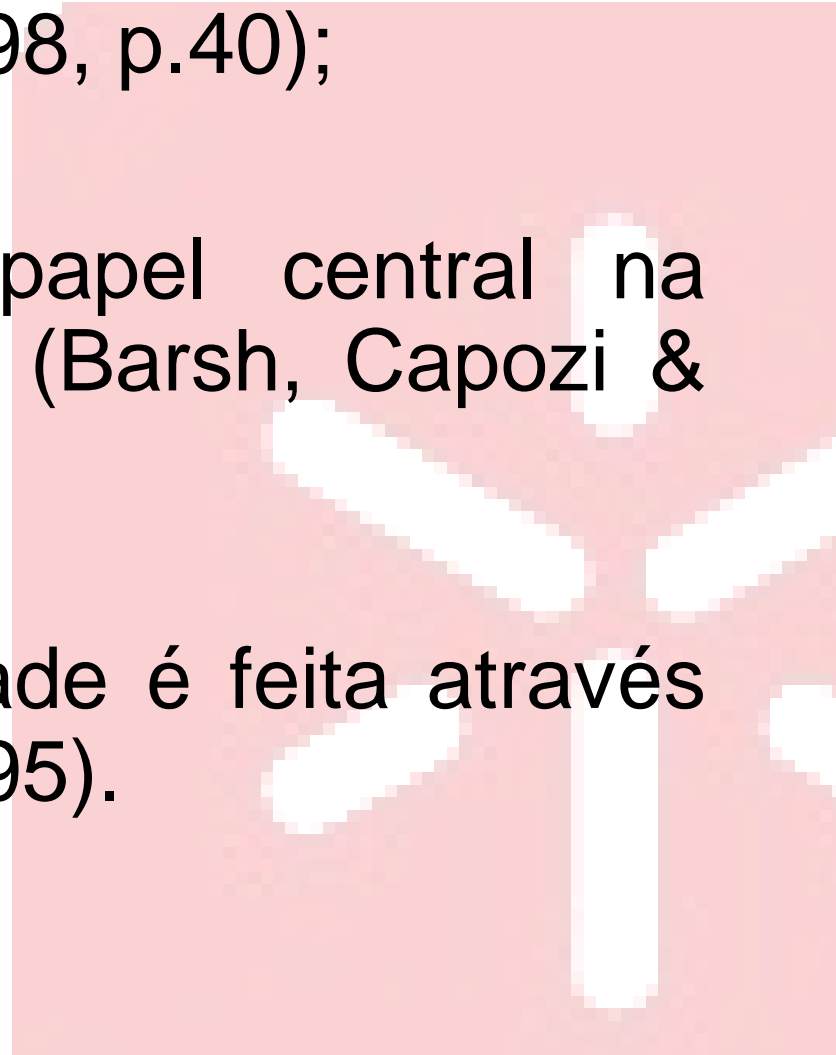 98, p.40);
papel central na
(Barsh, Capozi &
ade é feita através
95).